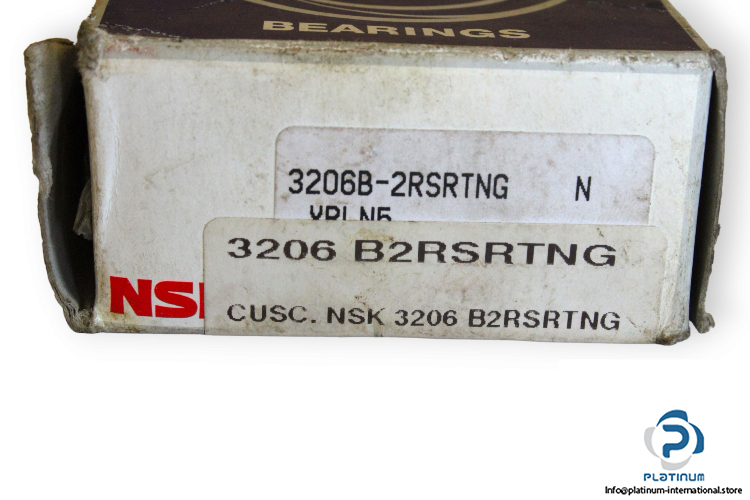 BEARINGS
3206B-2RSRTNG N
3206 B2RSRTNG
NS
CUSC. NSK 3206 B2RSRTNG
PLATINUM
Info@platinum-international.store